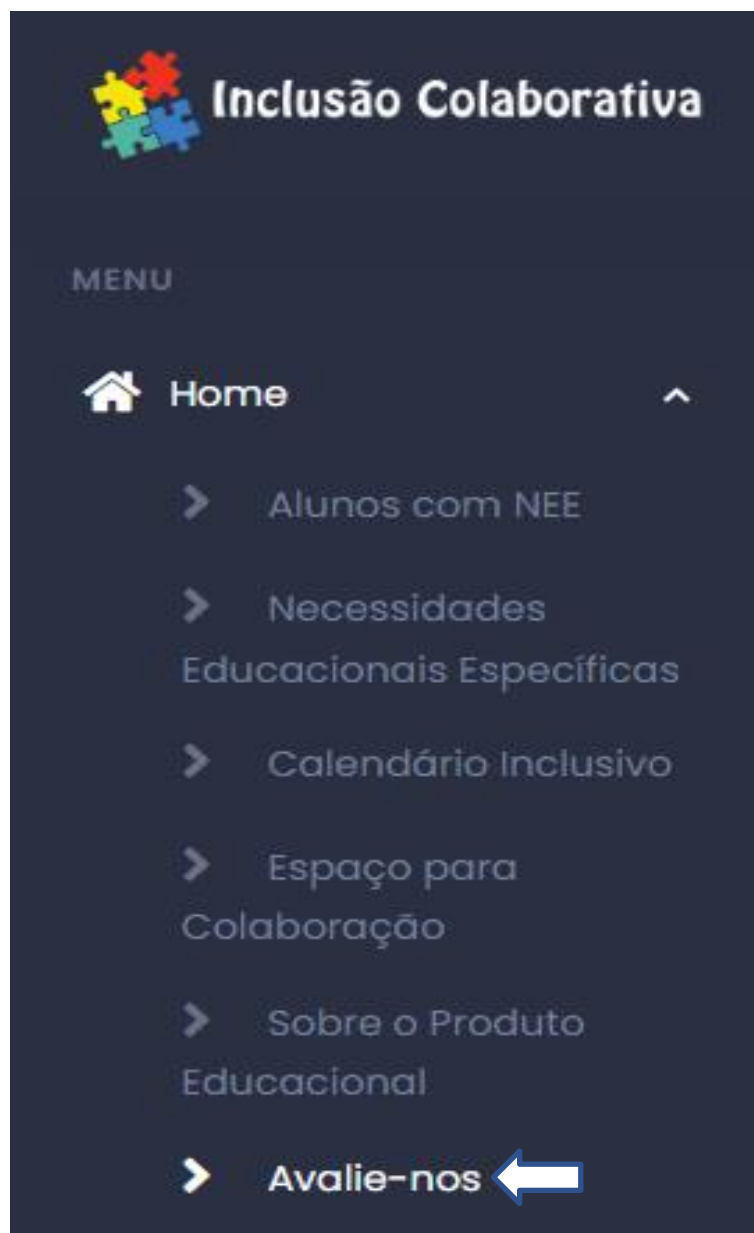 Inclusão Colaborativa
MENU
Home
Alunos com NEE
Necessidades
Educacionais Específicas
Calendário Inclusivo
Espaço para
Colaboração
Sobre o Produto
Educacional
Avalie-nos